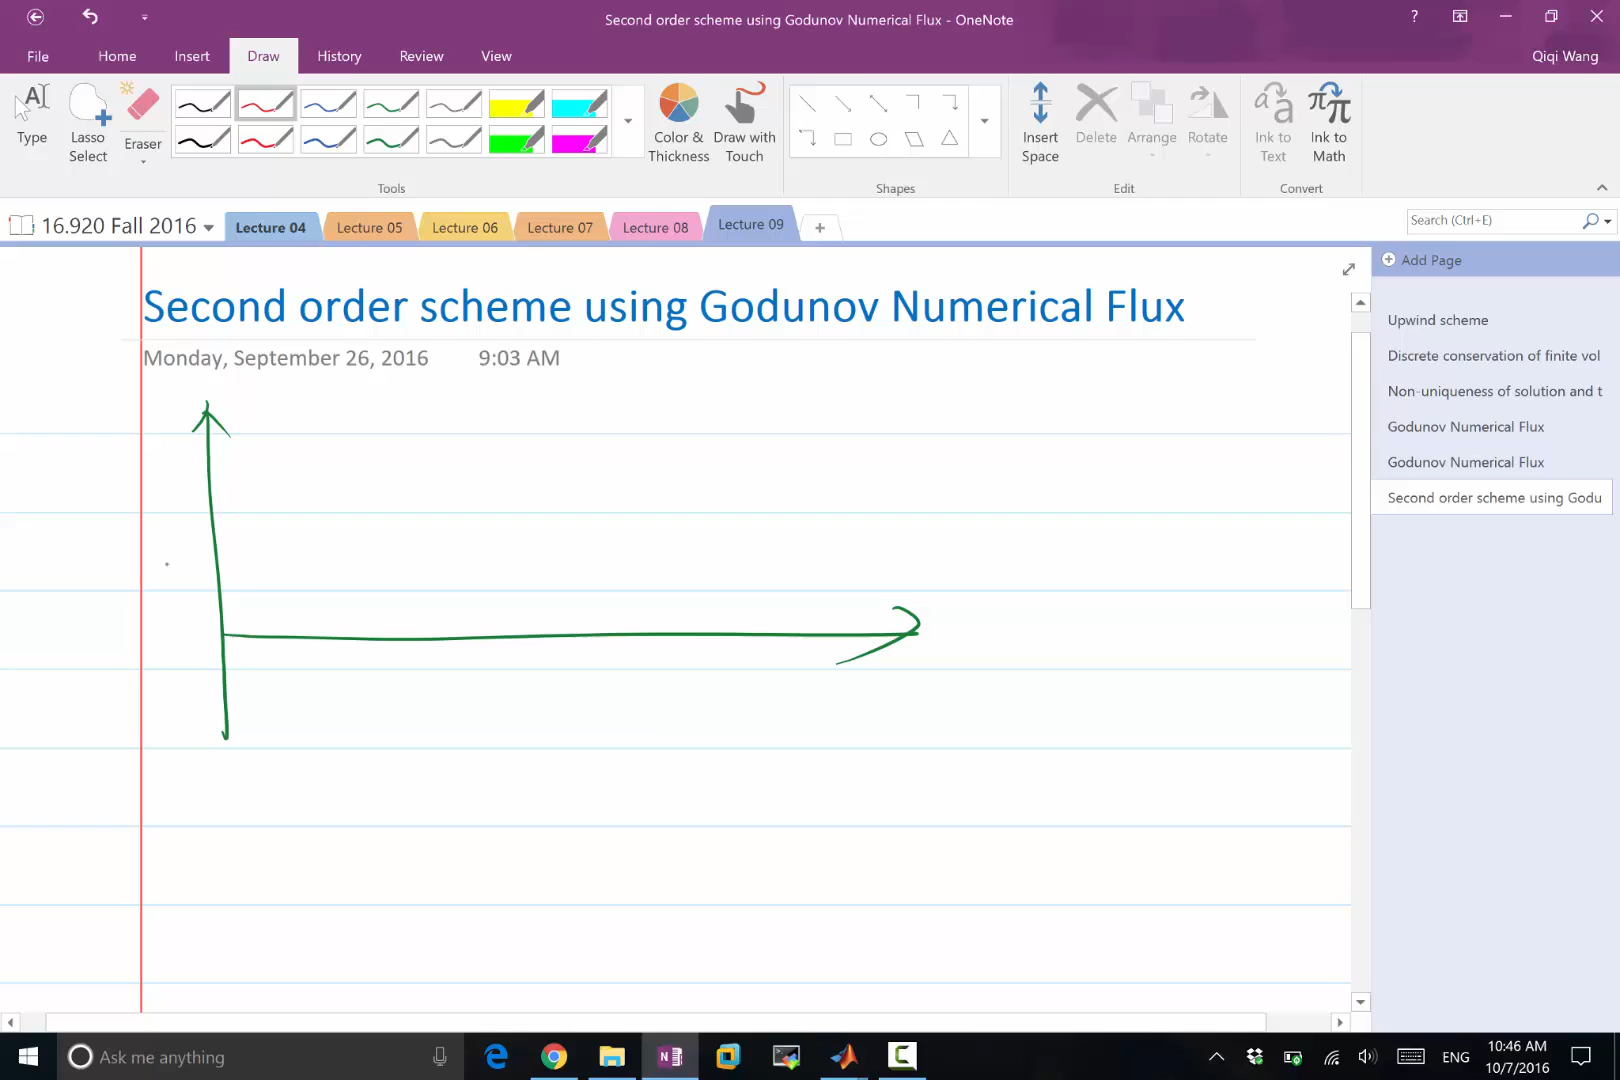 Second order scheme using Godunov Numerical Flux - OneNote
?
File
Home
Insert
Draw
History
Review
View
Qiqi Wang
Type
Lasso Select
Eraser
Color & Thickness
Draw with Touch
Insert Space
Delete
Arrange
Rotate
Ink to Text
Ink to Math
Tools
Shapes
Edit
Convert
16.920 Fall 2016
Lecture 04
Lecture 05
Lecture 06
Lecture 07
Lecture 08
Lecture 09
Search (Ctrl+E)
Add Page
Second order scheme using Godunov Numerical Flux
Monday, September 26, 2016 9:03 AM
Upwind scheme
Discrete conservation of finite vol
Non-uniqueness of solution and t
Godunov Numerical Flux
Godunov Numerical Flux
Second order scheme using Godu
Ask me anything
ENG
10:46 AM
10/7/2016